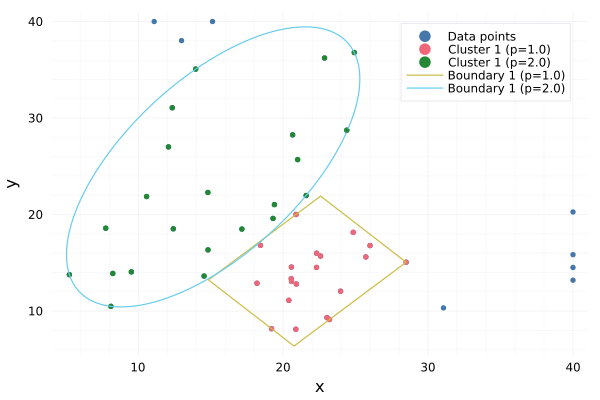 40
30
20
10
y
Data points
Cluster 1 (p=1.0)
Cluster 1 (p=2.0)
Boundary 1 (p=1.0)
Boundary 1 (p=2.0)
10 20 30 40
x